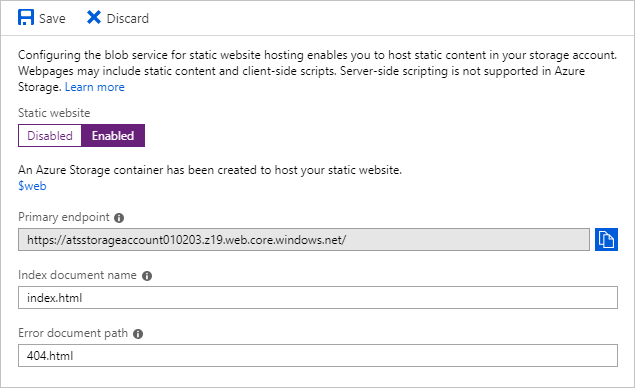 Save Discard
Configuring the blob service for static website hosting enables you to host static content in your storage account.
Webpages may include static content and client-side scripts. Server-side scripting is not supported in Azure
Storage. Learn more
Static website
Disabled Enabled
An Azure Storage container has been created to host your static website.
$web
Primary endpoint
https://atsstorageaccount010203.z19.web.core.windows.net/
Index document name
index.html
Error document path
404.html